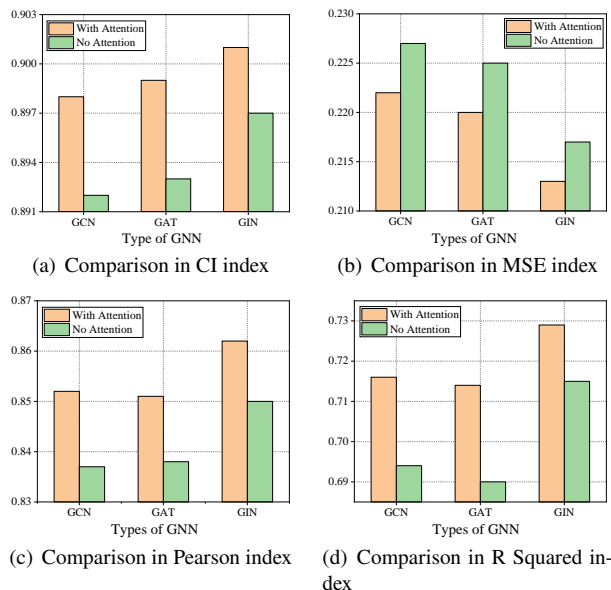 0.903
0.900
0.897
0.894
0.891
With Attention
No Attention
GCN GAT GIN
Type of GNN
(a) Comparison in CI index
0.230
0.225
0.220
0.215
0.210
With Attention
No Attention
GCN GAT GIN
Type of GNN
(b) Comparison in MSE index
0.87
0.86
0.85
0.84
0.83
With Attention
No Attention
GCN GAT GIN
Types of GNN
(c) Comparison in Pearson index
0.73
0.72
0.71
0.70
0.69
With Attention
No Attention
GCN GAT GIN
Types of GNN
(d) Comparison in R Squared in-
dex